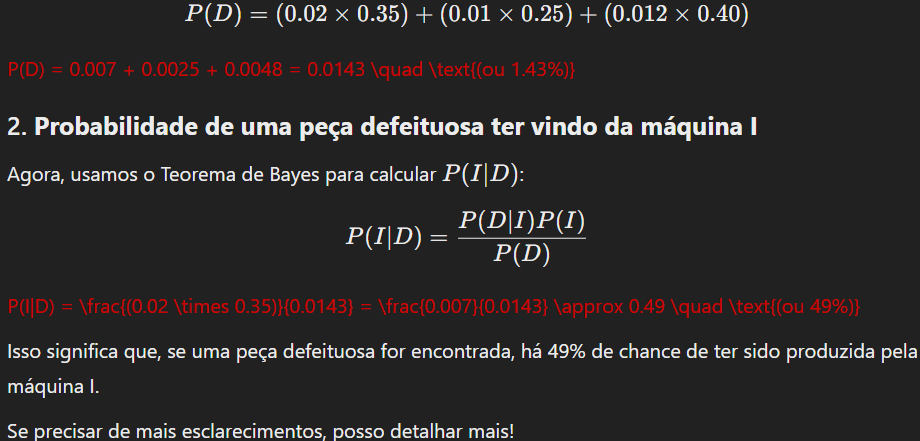 P(D) = (0.02 × 0.35) + (0.01 × 0.25) + (0.012 × 0.40)
P(D) = 0.007 + 0.0025 + 0.0048 = 0.0143 \quad \text{(ou 1.43%)}
2. Probabilidade de uma peça defeituosa ter vindo da máquina I
Agora, usamos o Teorema de Bayes para calcular P(I|D):
P(I|D) = P(D|I)P(I) / P(D)
P(I|D) = \frac{(0.02 \times 0.35)}{0.0143} = \frac{0.007}{0.0143} \approx 0.49 \quad \text{(ou 49%)}
Isso significa que, se uma peça defeituosa for encontrada, há 49% de chance de ter sido produzida pela
máquina I.
Se precisar de mais esclarecimentos, posso detalhar mais!